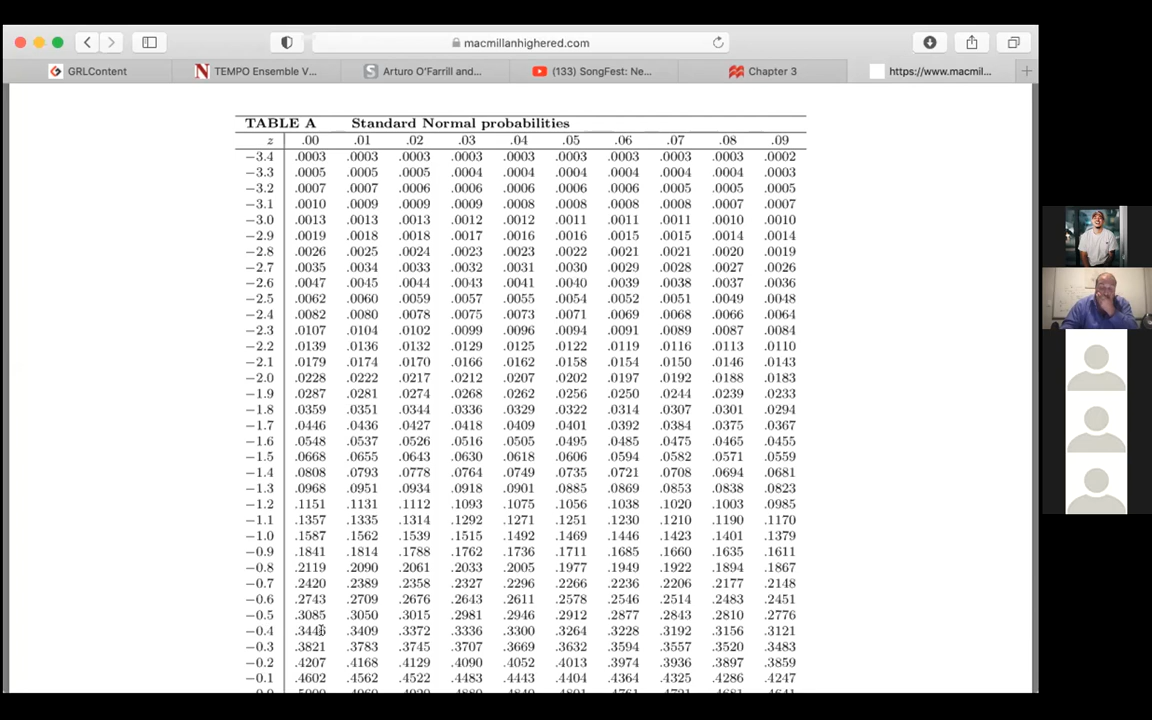 macmillanhighered.com
GRLContent TEMPO Ensemble V... Arturo O'Farrill and... (133) SongFest: Ne... Chapter 3 https://www.macmil...
TABLE A Standard Normal probabilities
z .00 .01 .02 .03 .04 .05 .06 .07 .08 .09
−3.4 .0003 .0003 .0003 .0003 .0003 .0003 .0003 .0003 .0003 .0002
−3.3 .0005 .0005 .0005 .0004 .0004 .0004 .0004 .0004 .0004 .0003
−3.2 .0007 .0007 .0006 .0006 .0006 .0006 .0006 .0005 .0005 .0005
−3.1 .0010 .0009 .0009 .0009 .0008 .0008 .0008 .0008 .0007 .0007
−3.0 .0013 .0013 .0013 .0012 .0012 .0011 .0011 .0011 .0010 .0010
−2.9 .0019 .0018 .0018 .0017 .0016 .0016 .0015 .0015 .0014 .0014
−2.8 .0026 .0025 .0024 .0023 .0023 .0022 .0021 .0021 .0020 .0019
−2.7 .0035 .0034 .0033 .0032 .0031 .0030 .0029 .0028 .0027 .0026
−2.6 .0047 .0045 .0044 .0043 .0041 .0040 .0039 .0038 .0037 .0036
−2.5 .0062 .0060 .0059 .0057 .0055 .0054 .0052 .0051 .0049 .0048
−2.4 .0082 .0080 .0078 .0075 .0073 .0071 .0069 .0068 .0066 .0064
−2.3 .0107 .0104 .0102 .0099 .0096 .0094 .0091 .0089 .0087 .0084
−2.2 .0139 .0136 .0132 .0129 .0125 .0122 .0119 .0116 .0113 .0110
−2.1 .0179 .0174 .0170 .0166 .0162 .0158 .0154 .0150 .0146 .0143
−2.0 .0228 .0222 .0217 .0212 .0207 .0202 .0197 .0192 .0188 .0183
−1.9 .0287 .0281 .0274 .0268 .0262 .0256 .0250 .0244 .0239 .0233
−1.8 .0359 .0351 .0344 .0336 .0329 .0322 .0314 .0307 .0301 .0294
−1.7 .0446 .0436 .0427 .0418 .0409 .0401 .0392 .0384 .0375 .0367
−1.6 .0548 .0537 .0526 .0516 .0505 .0495 .0485 .0475 .0465 .0455
−1.5 .0668 .0655 .0643 .0630 .0618 .0606 .0594 .0582 .0571 .0559
−1.4 .0808 .0793 .0778 .0764 .0749 .0735 .0721 .0708 .0694 .0681
−1.3 .0968 .0951 .0934 .0918 .0901 .0885 .0869 .0853 .0838 .0823
−1.2 .1151 .1131 .1112 .1093 .1075 .1056 .1038 .1020 .1003 .0985
−1.1 .1357 .1335 .1314 .1292 .1271 .1251 .1230 .1210 .1190 .1170
−1.0 .1587 .1562 .1539 .1515 .1492 .1469 .1446 .1423 .1401 .1379
−0.9 .1841 .1814 .1788 .1762 .1736 .1711 .1685 .1660 .1635 .1611
−0.8 .2119 .2090 .2061 .2033 .2005 .1977 .1949 .1922 .1894 .1867
−0.7 .2420 .2389 .2358 .2327 .2296 .2266 .2236 .2206 .2177 .2148
−0.6 .2743 .2709 .2676 .2643 .2611 .2578 .2546 .2514 .2483 .2451
−0.5 .3085 .3050 .3015 .2981 .2946 .2912 .2877 .2843 .2810 .2776
−0.4 .3446 .3409 .3372 .3336 .3300 .3264 .3228 .3192 .3156 .3121
−0.3 .3821 .3783 .3745 .3707 .3669 .3632 .3594 .3557 .3520 .3483
−0.2 .4207 .4168 .4129 .4090 .4052 .4013 .3974 .3936 .3897 .3859
−0.1 .4602 .4562 .4522 .4483 .4443 .4404 .4364 .4325 .4286 .4247